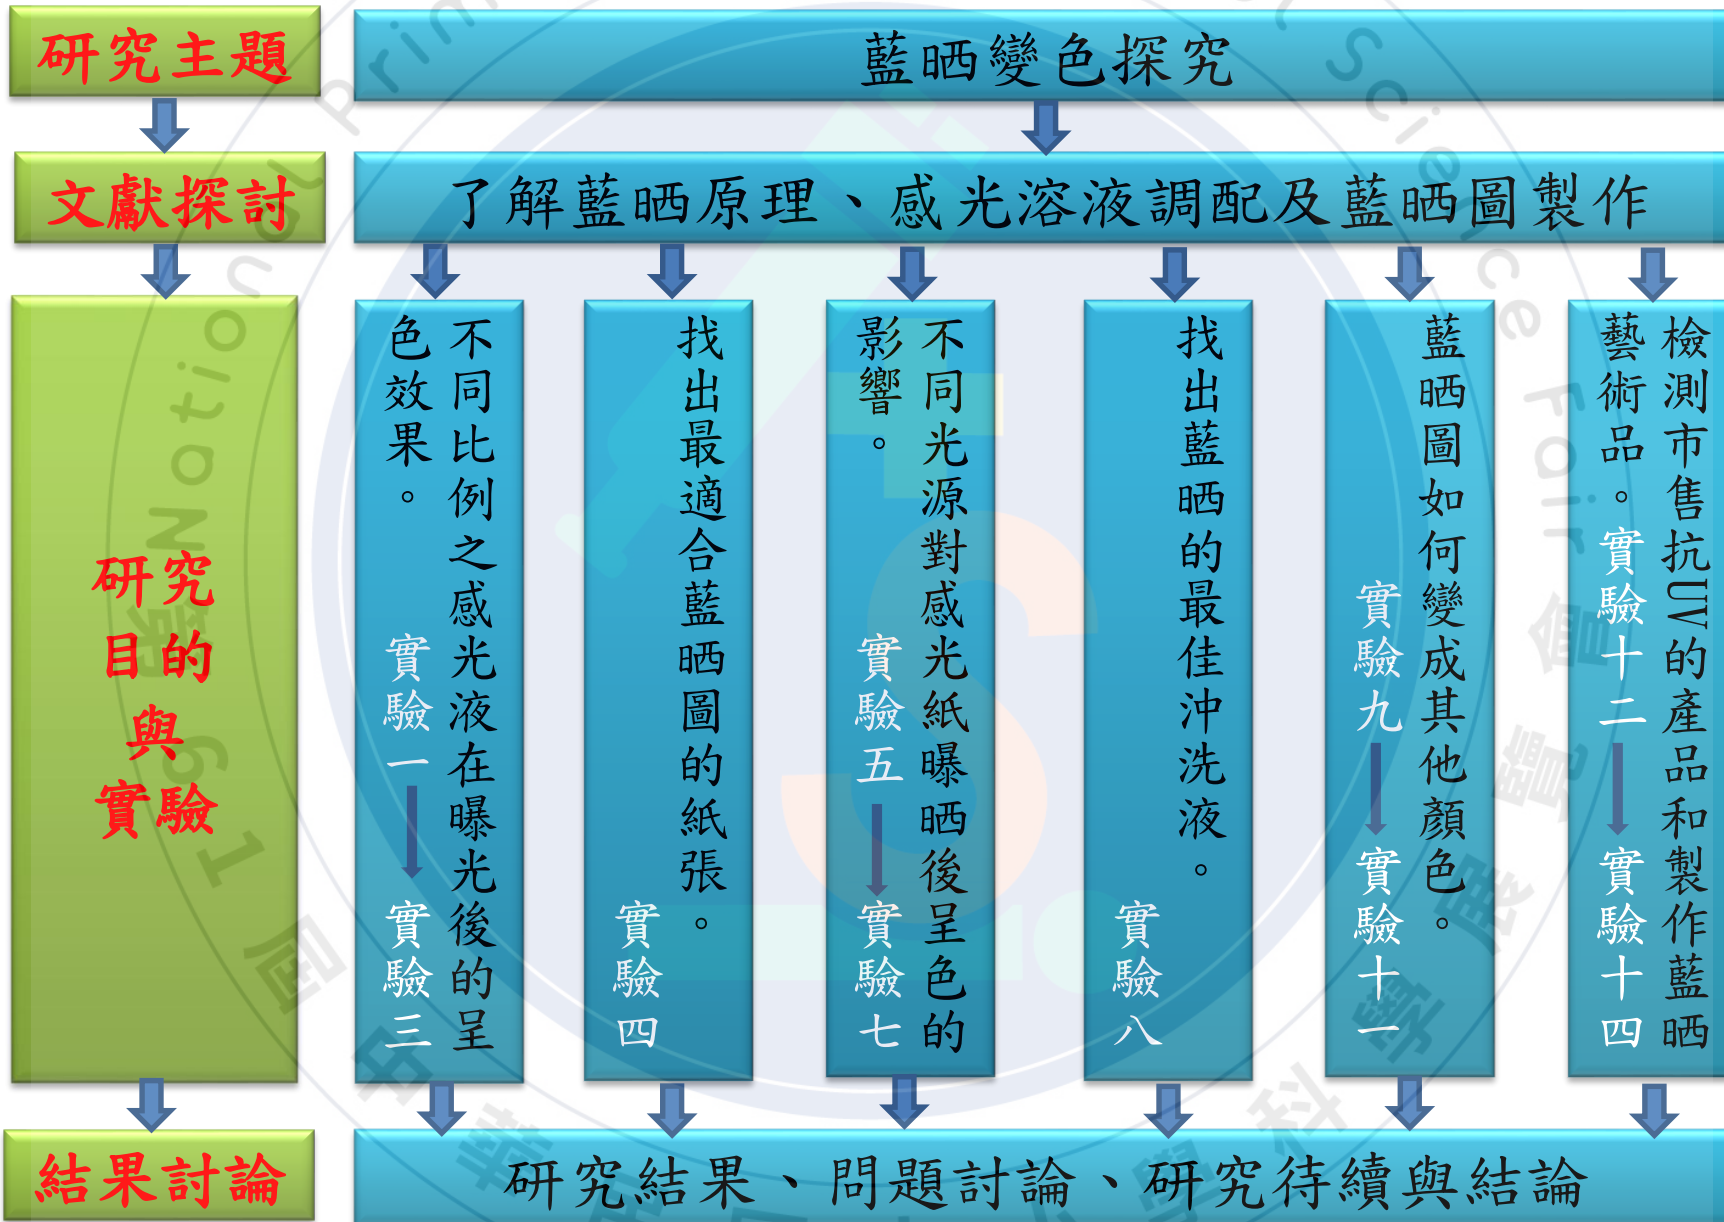 研究主題
藍晒變色探究
文獻探討
了解藍晒原理、感光溶液調配及藍晒圖製作
研究
目的
與
實驗
不同比例之感光液在曝光後的呈
色效果。
實驗一
實驗三
找出最適合藍晒圖的紙張。
實驗四
不同光源對感光紙曝晒後呈色的
影響。
實驗五
實驗七
找出藍晒的最佳沖洗液。
實驗八
藍晒圖如何變成其他顏色。
實驗九
實驗十一
檢測市售抗UV的產品和製作藍晒
藝術品。實驗十二
實驗十四
結果討論
研究結果、問題討論、研究待續與結論